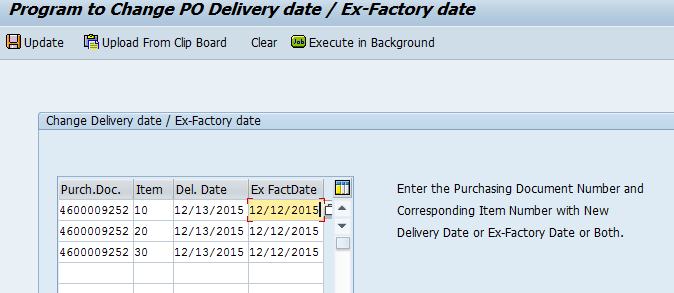 Program to Change PO Delivery date / Ex-Factory date
Update Upload From Clip Board Clear Job Execute in Background
Change Delivery date / Ex-Factory date
Purch.Doc. Item Del. Date Ex FactDate
4600009252 10 12/13/2015 12/12/2015
4600009252 20 12/13/2015 12/12/2015
4600009252 30 12/13/2015 12/12/2015
Enter the Purchasing Document Number and
Corresponding Item Number with New
Delivery Date or Ex-Factory Date or Both.